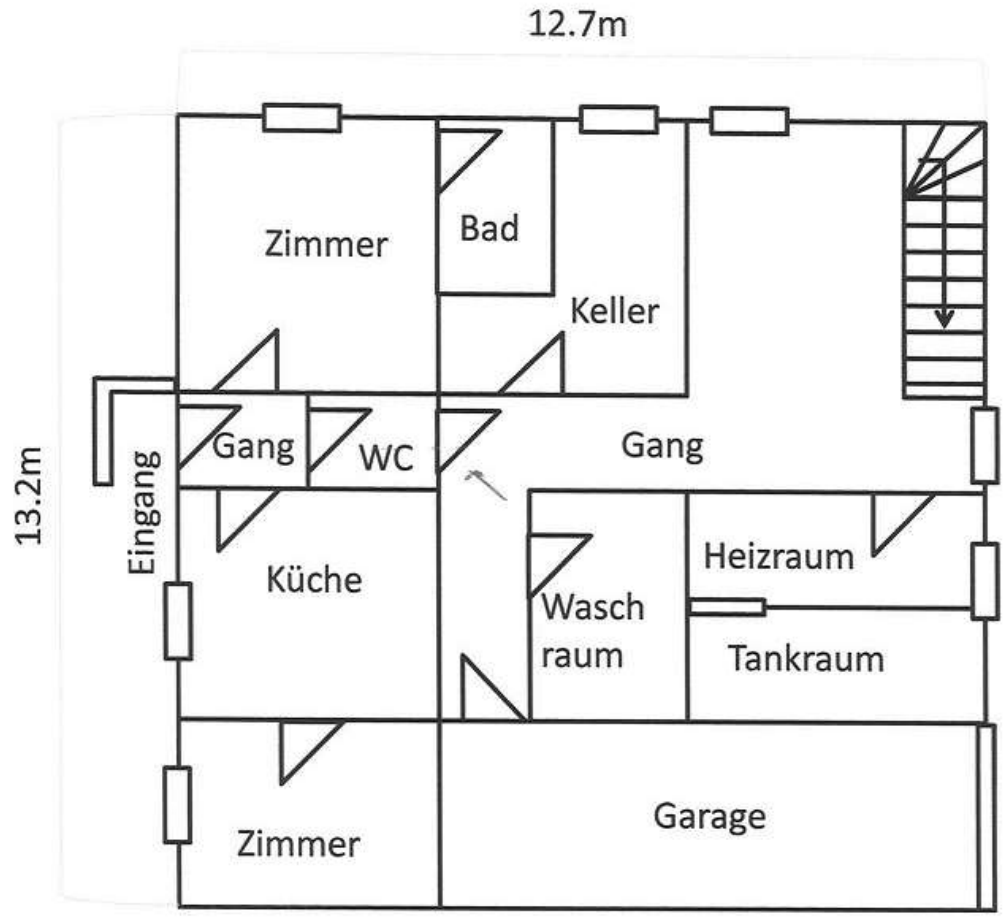 12.7m
Zimmer
Bad
Keller
13.2m
Eingang
Gang
WC
Gang
Küche
Heizraum
Wasch
raum
Tankraum
Zimmer
Garage